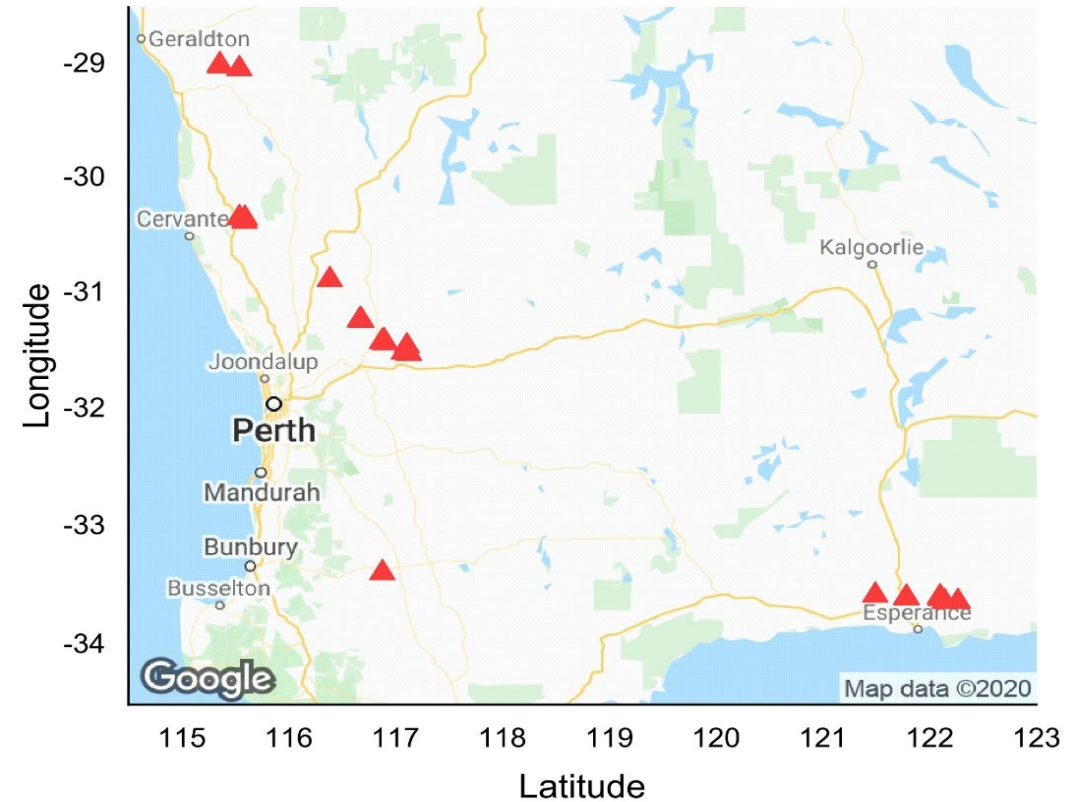 Geraldton
-29
-30
Cervante
Kalgoorlie
-31
Longitude
Joondalup
-32
Perth
Mandurah
-33
Bunbury
Busselton
Esperance
-34
Google
Map data ©2020
115 116 117 118 119 120 121 122 123
Latitude